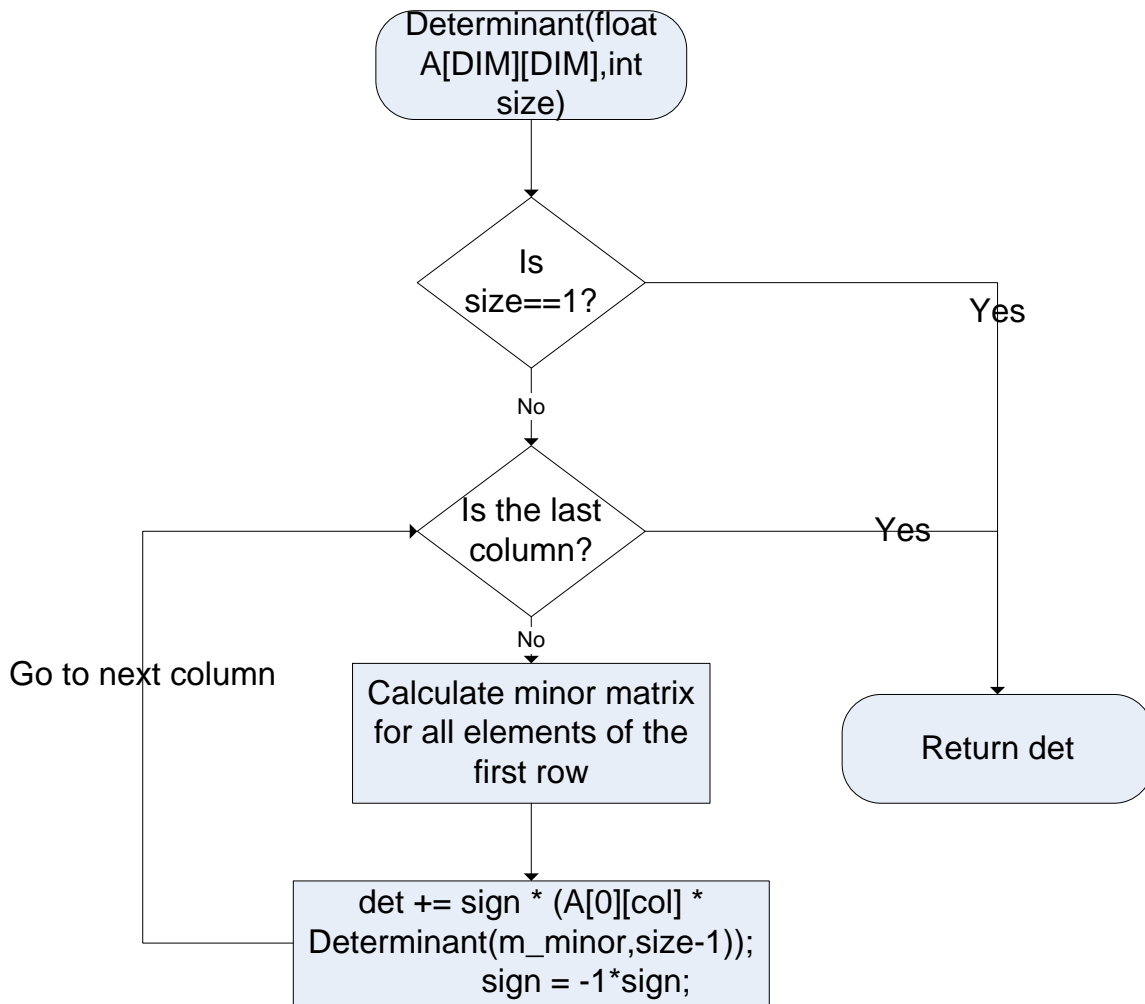 Determinant(float
A[DIM][DIM],int
size)
Is
size==1?
Yes
No
Is the last
column?
Yes
No
Go to next column
Calculate minor matrix
for all elements of the
first row
Return det
det += sign * (A[0][col] *
Determinant(m_minor,size-1));
sign = -1*sign;